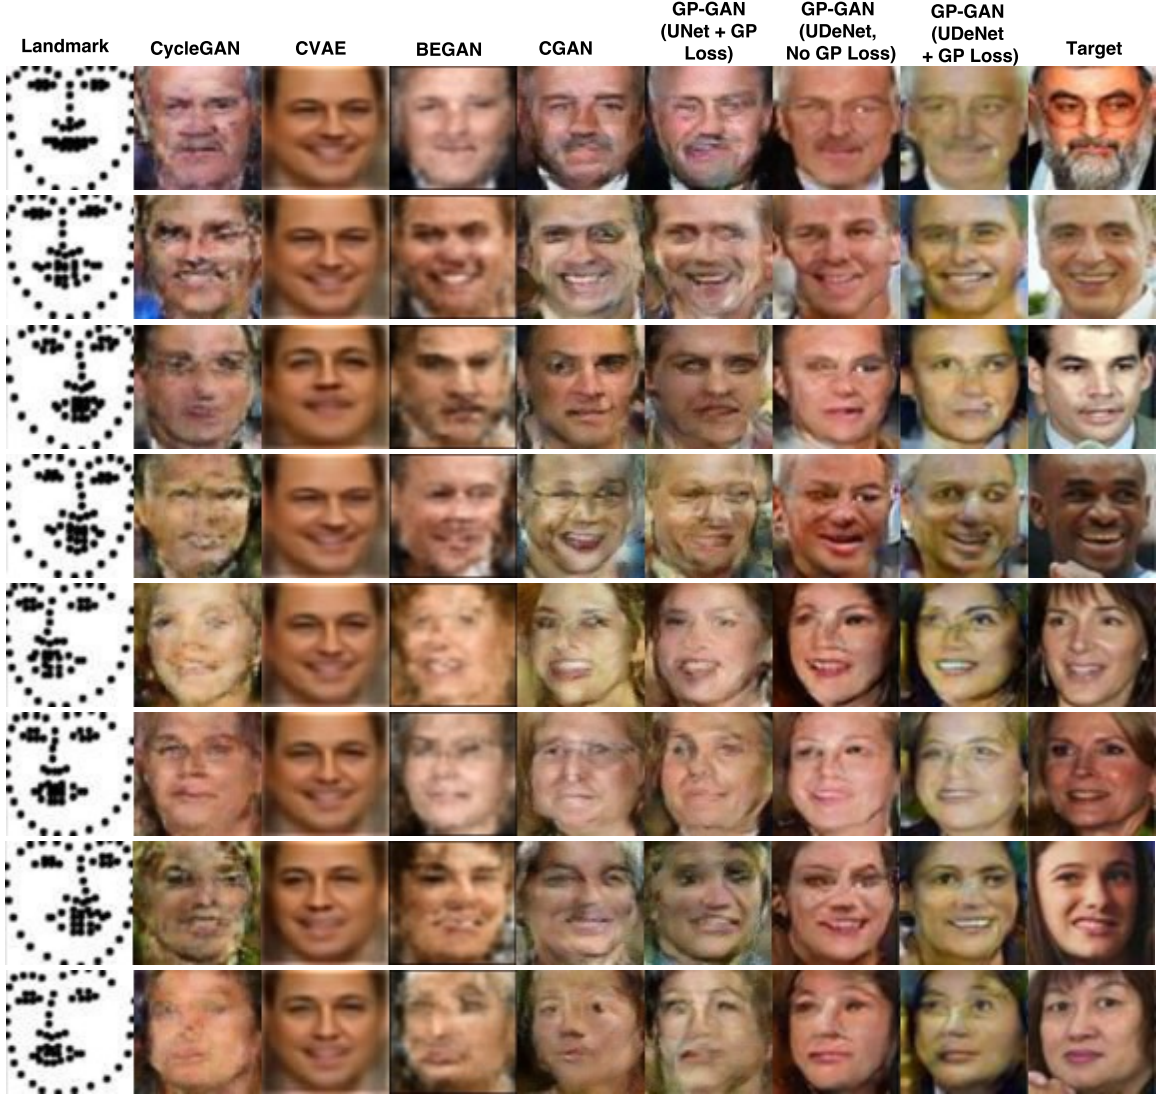 Landmark
CycleGAN
CVAE
BEGAN
CGAN
GP-GAN
(UNet + GP
Loss)
GP-GAN
(UDeNet,
No GP Loss)
GP-GAN
(UDeNet
+ GP Loss)
Target